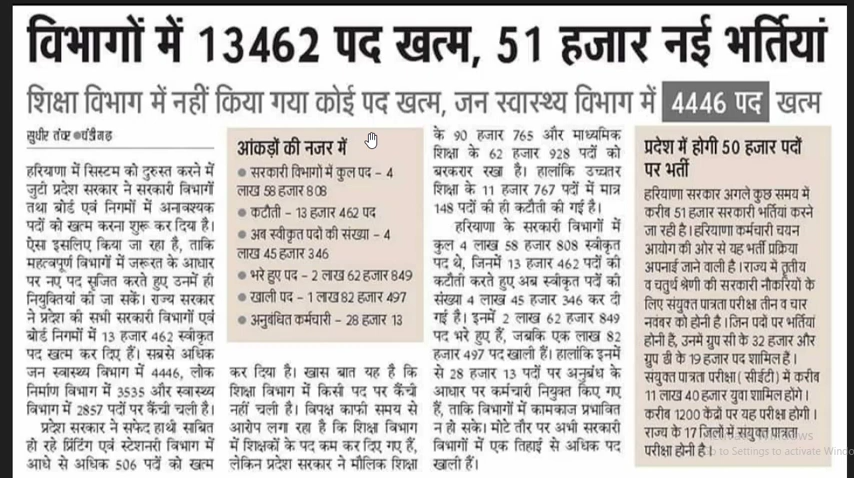 विभागों में 13462 पद खत्म, 51 हजार नई भर्तियां
शिक्षा विभाग में नहीं किया गया कोई पद खत्म, जन स्वास्थ्य विभाग में 4446 पद खत्म
सुधीर तंवर ●चंडीगढ़
हरियाणा में सिस्टम को दुरुस्त करने में
जुटी प्रदेश सरकार ने सरकारी विभागों
तथा बोर्ड एवं निगमों में अनावश्यक
पदों को खत्म करना शुरू कर दिया है।
ऐसा इसलिए किया जा रहा है, ताकि
महत्वपूर्ण विभागों में जरूरत के आधार
पर नए पद सृजित करते हुए उनमें ही
नियुक्तियां की जा सकें। राज्य सरकार
ने प्रदेश की सभी सरकारी विभागों एवं
बोर्ड निगमों में 13 हजार 462 स्वीकृत
पद खत्म कर दिए हैं। सबसे अधिक
जन स्वास्थ्य विभाग में 4446, लोक
निर्माण विभाग में 3535 और स्वास्थ्य
विभाग में 2857 पदों पर कैंची चली है।
प्रदेश सरकार ने सफेद हाथी साबित
हो रहे प्रिंटिंग एवं स्टेशनरी विभाग में
आधे से अधिक 506 पदों को खत्म
आंकड़ों की नजर में
● सरकारी विभागों में कुल पद – 4
लाख 58 हजार 808
● कटौती – 13 हजार 462 पद
● अब स्वीकृत पदों की संख्या – 4
लाख 45 हजार 346
● भरे हुए पद – 2 लाख 62 हजार 849
● खाली पद – 1 लाख 82 हजार 497
● अनुबंधित कर्मचारी – 28 हजार 13
कर दिया है। खास बात यह है कि
शिक्षा विभाग में किसी पद पर कैंची
नहीं चली है। विपक्ष काफी समय से
आरोप लगा रहा है कि शिक्षा विभाग
में शिक्षकों के पद कम कर दिए गए हैं,
लेकिन प्रदेश सरकार ने मौलिक शिक्षा
के 90 हजार 765 और माध्यमिक
शिक्षा के 62 हजार 928 पदों को
बरकरार रखा है। हालांकि उच्चतर
शिक्षा के 11 हजार 767 पदों में मात्र
148 पदों की ही कटौती की गई है।
हरियाणा के सरकारी विभागों में
कुल 4 लाख 58 हजार 808 स्वीकृत
पद थे, जिनमें 13 हजार 462 पदों की
कटौती करते हुए अब स्वीकृत पदों की
संख्या 4 लाख 45 हजार 346 कर दी
गई है। इनमें 2 लाख 62 हजार 849
पद भरे हुए हैं, जबकि एक लाख 82
हजार 497 पद खाली हैं। हालांकि इनमें
से 28 हजार 13 पदों पर अनुबंध के
आधार पर कर्मचारी नियुक्त किए गए
हैं, ताकि विभागों में कामकाज प्रभावित
न हो सके। मोटे तौर पर अभी सरकारी
विभागों में एक तिहाई से अधिक पद
खाली हैं।
प्रदेश में होगी 50 हजार पदों
पर भर्ती
हरियाणा सरकार अगले कुछ समय में
करीब 51 हजार सरकारी भर्तियां करने
जा रही है। हरियाणा कर्मचारी चयन
आयोग की ओर से यह भर्ती प्रक्रिया
अपनाई जाने वाली है। राज्य में तृतीय
व चतुर्थ श्रेणी की सरकारी नौकरियों के
लिए संयुक्त पात्रता परीक्षा तीन व चार
नवंबर को होनी है। जिन पदों पर भर्तियां
होनी है, उनमें ग्रुप सी के 32 हजार और
ग्रुप डी के 19 हजार पद शामिल हैं।
संयुक्त पात्रता परीक्षा ( सीईटी) में करीब
11 लाख 40 हजार युवा शामिल होंगे।
करीब 1200 केंद्रों पर यह परीक्षा होगी।
राज्य के 17 जिलों में संयुक्त पात्रता
परीक्षा होनी है।
to Settings to activate